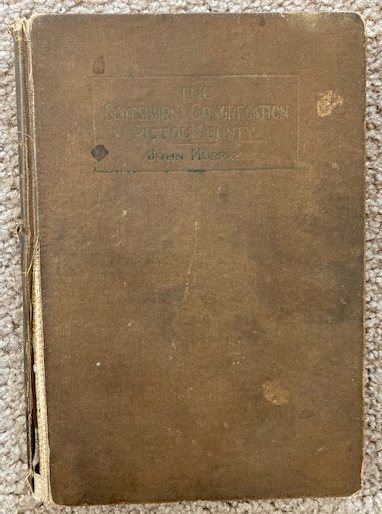 THE
SCOTSBURN CONGREGATION
PICTOU COUNTY
JOHN MURRAY